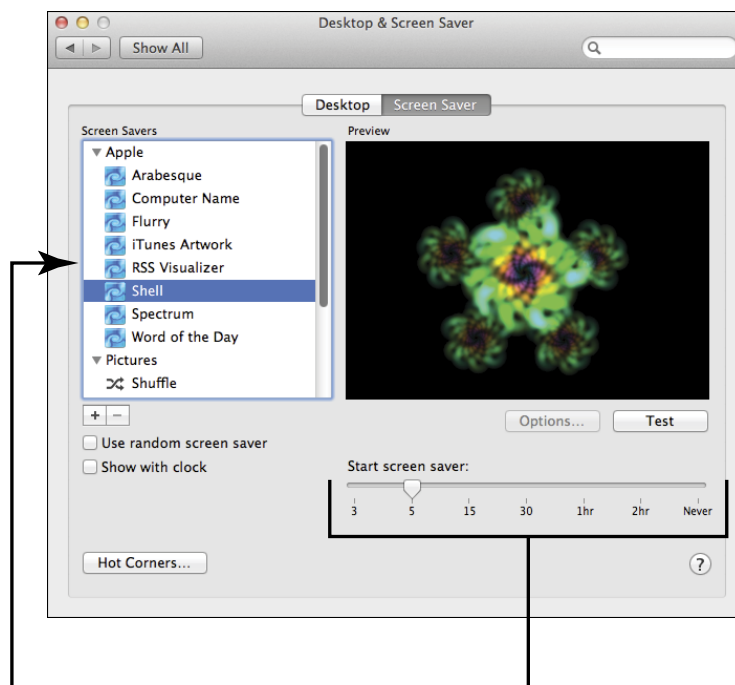 Desktop & Screen Saver
Show All
Desktop
Screen Saver
Screen Savers
Preview
Apple
Arabesque
Computer Name
Flurry
iTunes Artwork
RSS Visualizer
Shell
Spectrum
Word of the Day
Pictures
Shuffle
+ −
Options...
Test
Use random screen saver
Show with clock
Start screen saver:
3 5 15 30 1hr 2hr Never
Hot Corners...
?